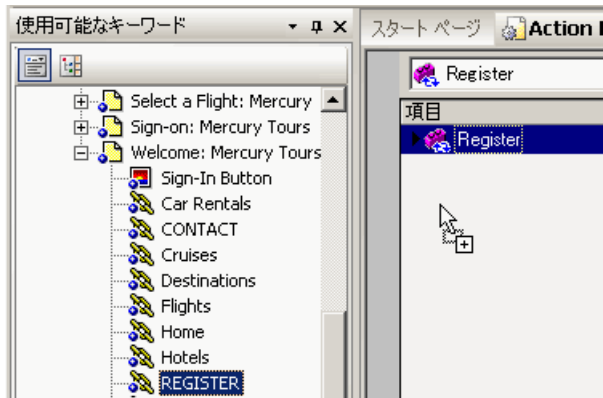 使用可能なキーワード
Select a Flight: Mercury
Sign-on: Mercury Tours
Welcome: Mercury Tours
Sign-In Button
Car Rentals
CONTACT
Cruises
Destinations
Flights
Home
Hotels
REGISTER
スタート ページ
Action
Register
項目
Register